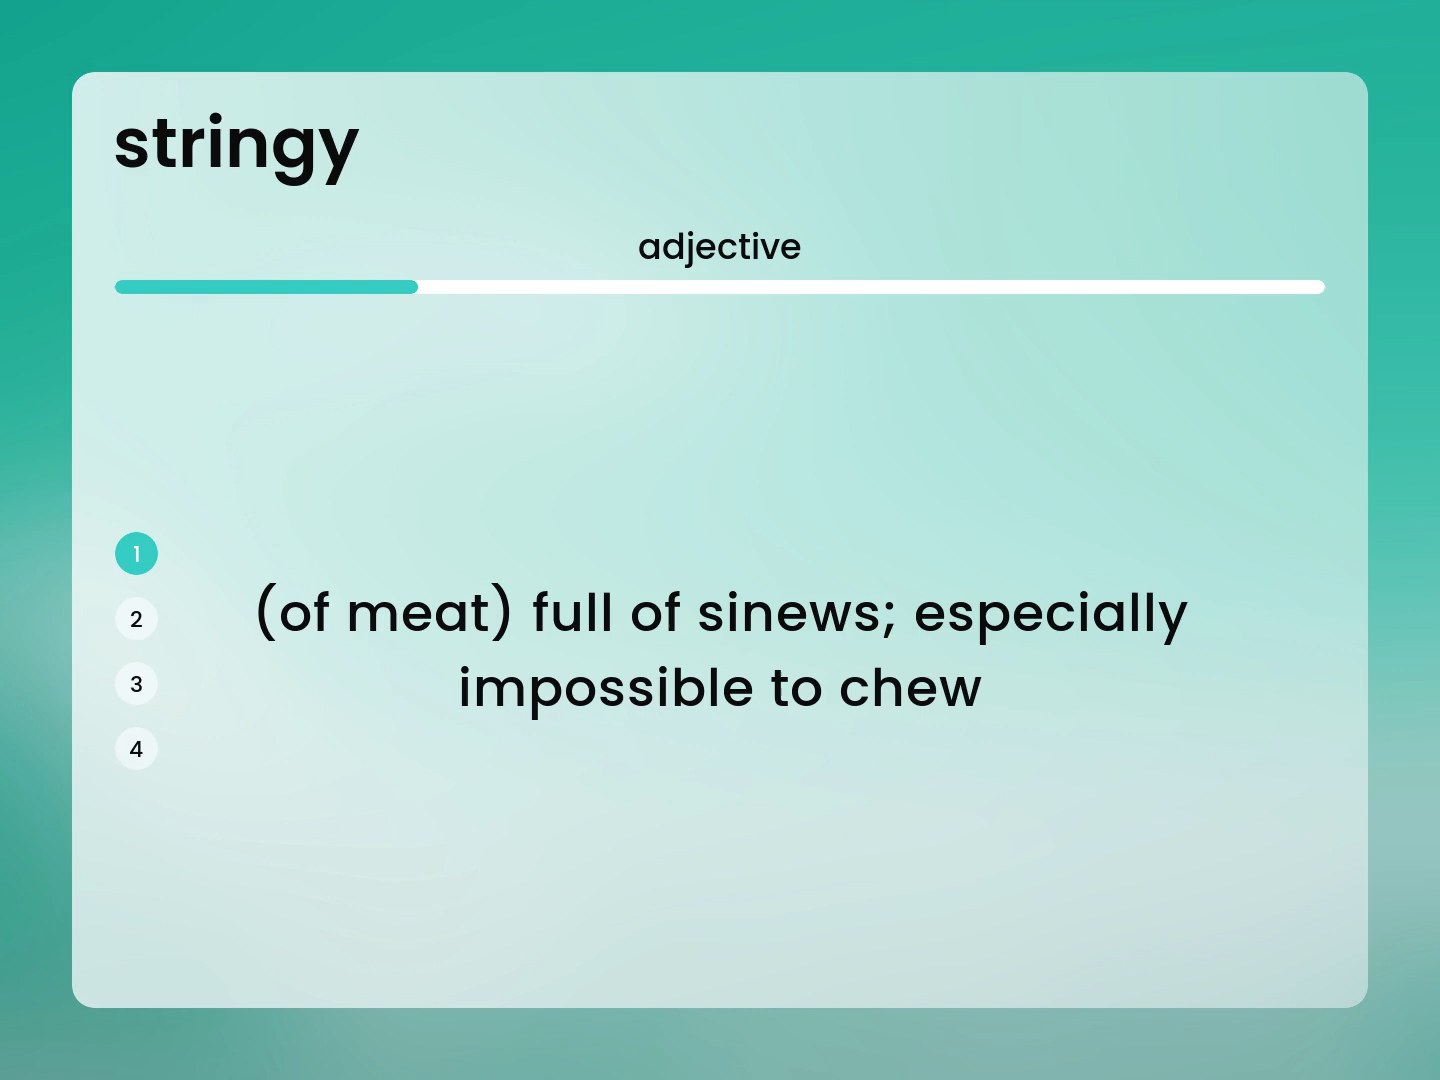 stringy
adjective
1
2
3
4
(of meat) full of sinews; especially
impossible to chew